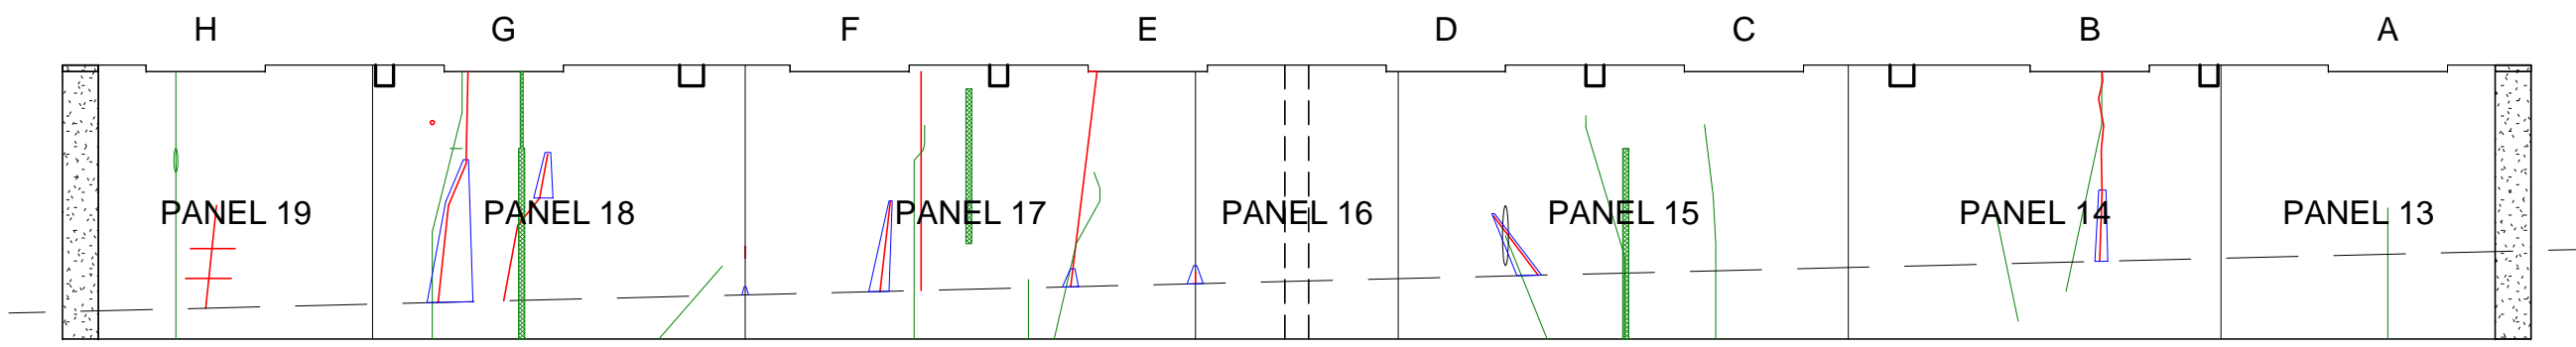 H G F E D C B A
PANEL 19 PANEL 18 PANEL 17 PANEL 16 PANEL 15 PANEL 14 PANEL 13